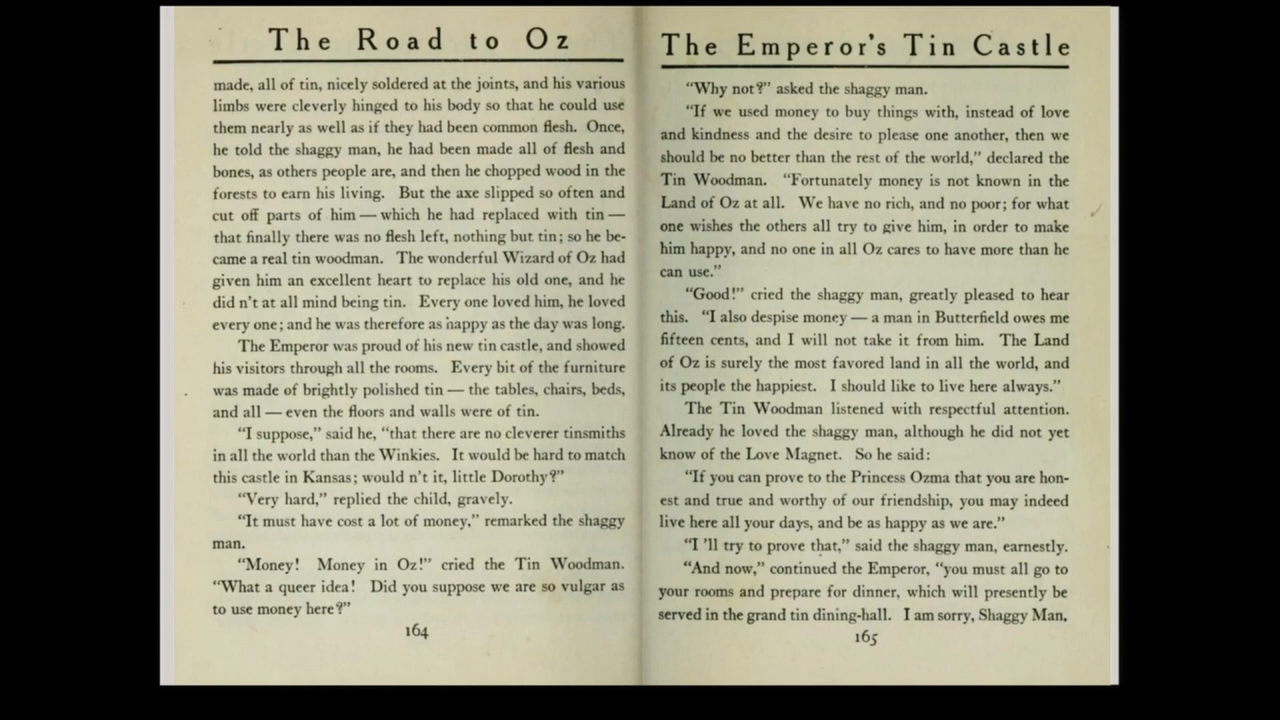 The Road to Oz
made, all of tin, nicely soldered at the joints, and his various
limbs were cleverly hinged to his body so that he could use
them nearly as well as if they had been common flesh. Once,
he told the shaggy man, he had been made all of flesh and
bones, as others people are, and then he chopped wood in the
forests to earn his living. But the axe slipped so often and
cut off parts of him — which he had replaced with tin —
that finally there was no flesh left, nothing but tin; so he be-
came a real tin woodman. The wonderful Wizard of Oz had
given him an excellent heart to replace his old one, and he
did n't at all mind being tin. Every one loved him, he loved
every one; and he was therefore as happy as the day was long.
The Emperor was proud of his new tin castle, and showed
his visitors through all the rooms. Every bit of the furniture
was made of brightly polished tin — the tables, chairs, beds,
and all — even the floors and walls were of tin.
“I suppose,” said he, “that there are no cleverer tinsmiths
in all the world than the Winkies. It would be hard to match
this castle in Kansas; would n't it, little Dorothy?”
“Very hard,” replied the child, gravely.
“It must have cost a lot of money,” remarked the shaggy
man.
“Money! Money in Oz!” cried the Tin Woodman.
“What a queer idea! Did you suppose we are so vulgar as
to use money here?”
164
The Emperor's Tin Castle
“Why not?” asked the shaggy man.
“If we used money to buy things with, instead of love
and kindness and the desire to please one another, then we
should be no better than the rest of the world,” declared the
Tin Woodman. “Fortunately money is not known in the
Land of Oz at all. We have no rich, and no poor; for what
one wishes the others all try to give him, in order to make
him happy, and no one in all Oz cares to have more than he
can use.”
“Good!” cried the shaggy man, greatly pleased to hear
this. “I also despise money — a man in Butterfield owes me
fifteen cents, and I will not take it from him. The Land
of Oz is surely the most favored land in all the world, and
its people the happiest. I should like to live here always.”
The Tin Woodman listened with respectful attention.
Already he loved the shaggy man, although he did not yet
know of the Love Magnet. So he said:
“If you can prove to the Princess Ozma that you are hon-
est and true and worthy of our friendship, you may indeed
live here all your days, and be as happy as we are.”
“I 'll try to prove that,” said the shaggy man, earnestly.
“And now,” continued the Emperor, “you must all go to
your rooms and prepare for dinner, which will presently be
served in the grand tin dining-hall. I am sorry, Shaggy Man,
165